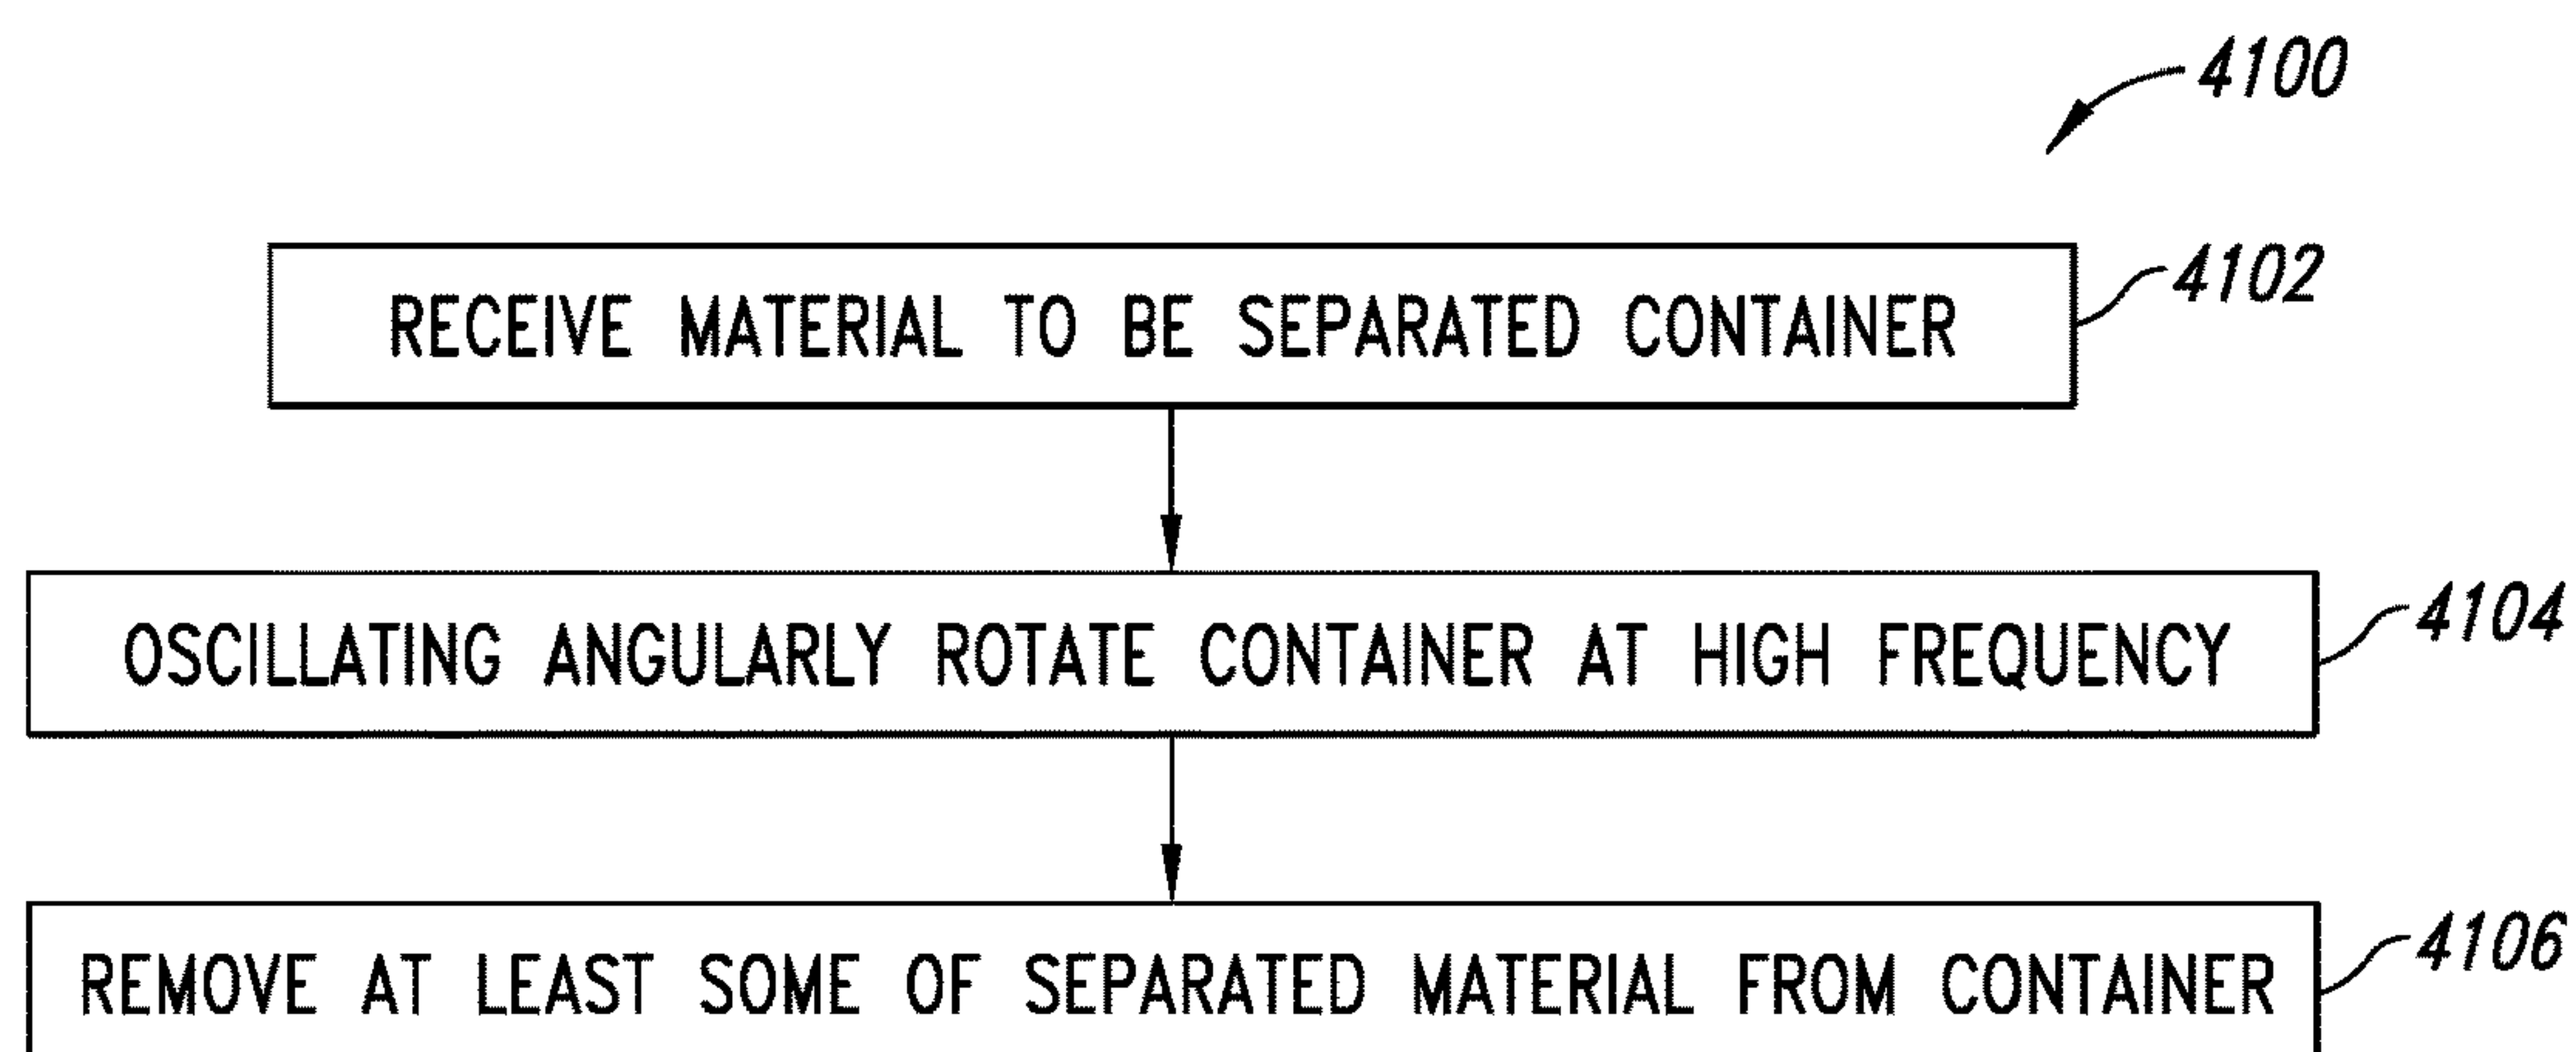 4100
RECEIVE MATERIAL TO BE SEPARATED CONTAINER
4102
OSCILLATING ANGULARLY ROTATE CONTAINER AT HIGH FREQUENCY
4104
REMOVE AT LEAST SOME OF SEPARATED MATERIAL FROM CONTAINER
4106